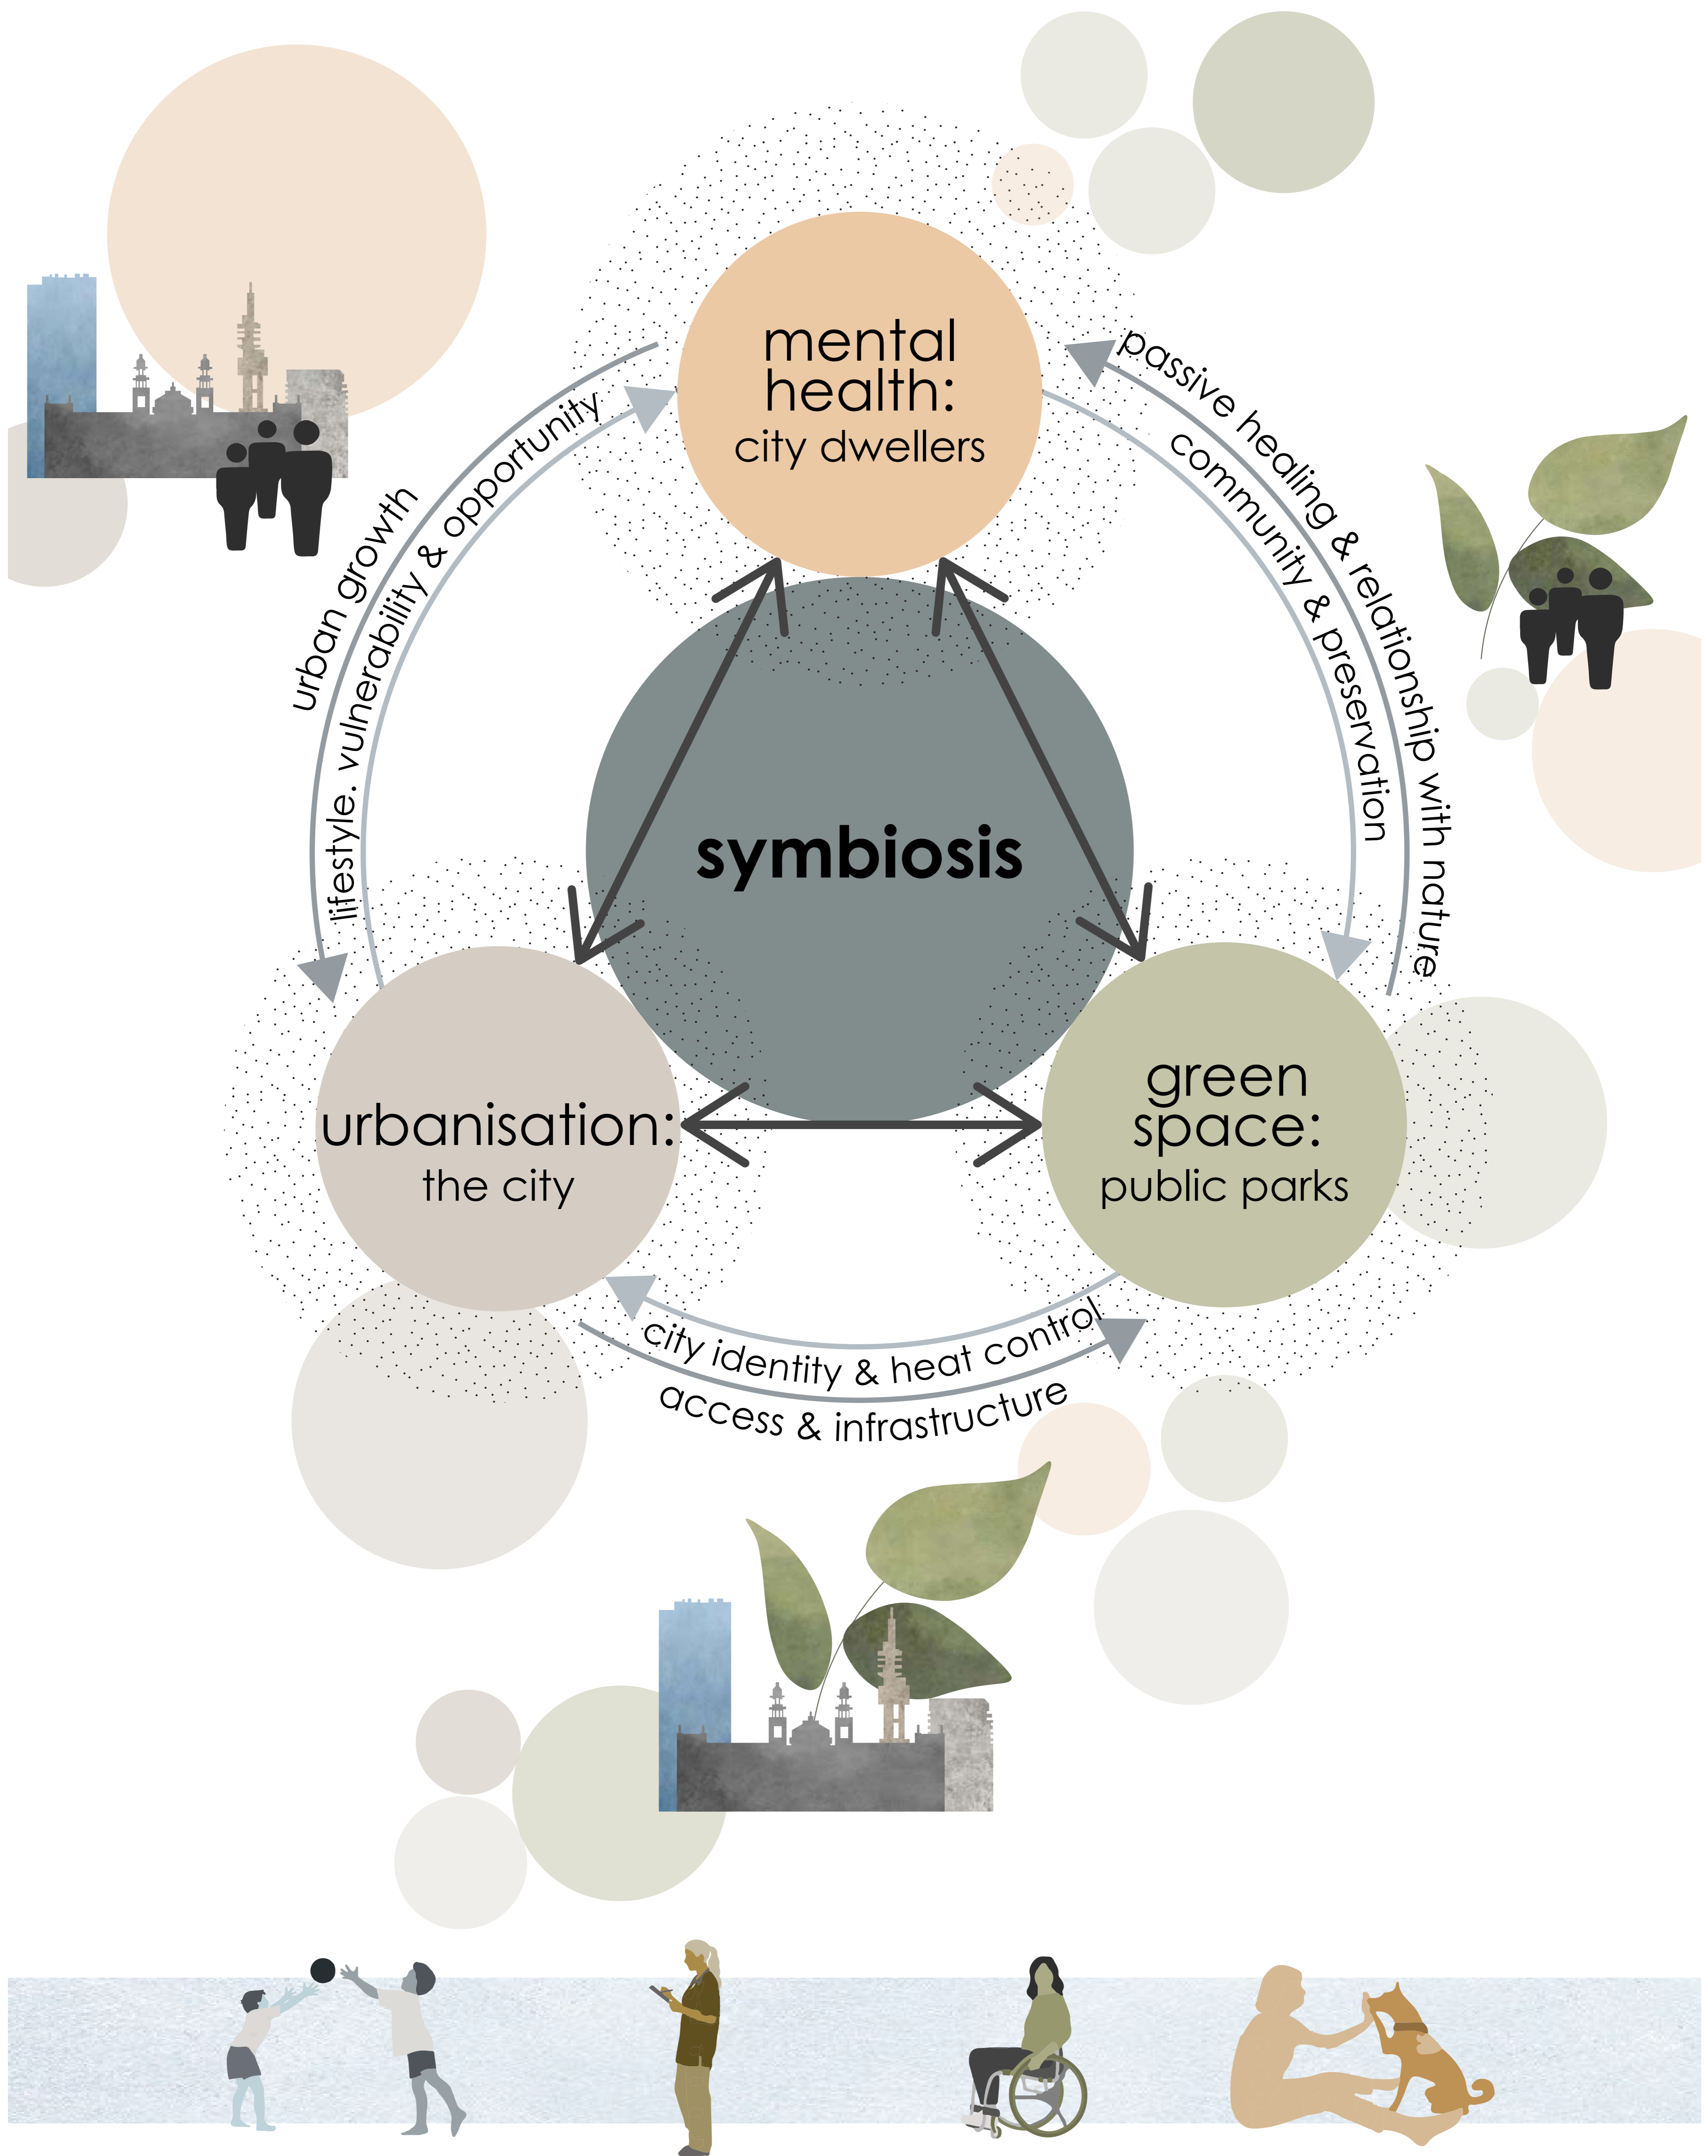 mental
health:
city dwellers
urban growth
lifestyle. vulnerability & opportunity
passive healing & relationship with nature
community & preservation
symbiosis
urbanisation:
the city
green
space:
public parks
city identity & heat control
access & infrastructure